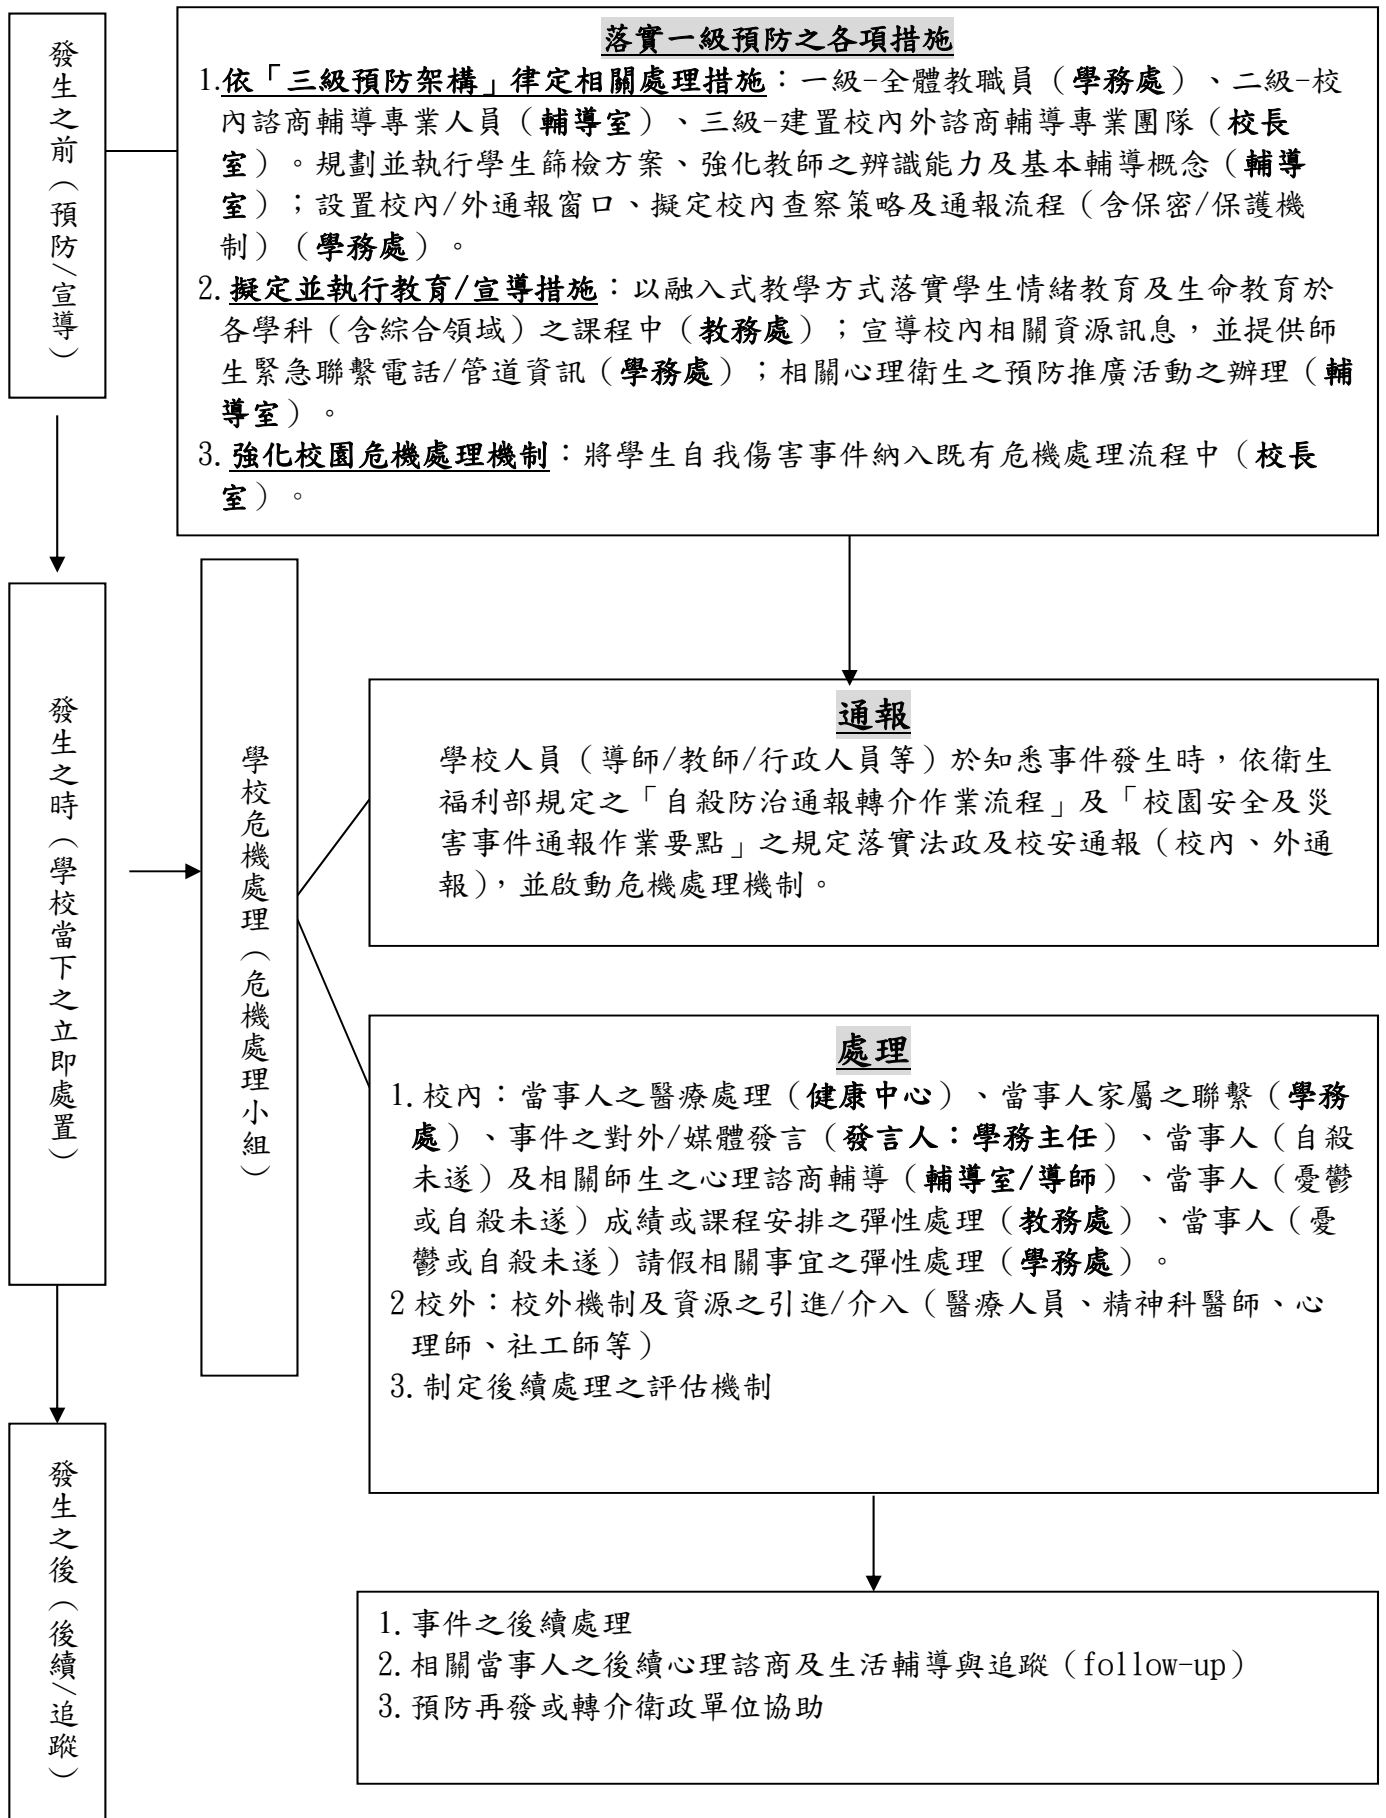 發生之前（預防/宣導）
落實一級預防之各項措施
1.依「三級預防架構」律定相關處理措施：一級-全體教職員（學務處）、二級-校
內諮商輔導專業人員（輔導室）、三級-建置校內外諮商輔導專業團隊（校長
室）。規劃並執行學生篩檢方案、強化教師之辨識能力及基本輔導概念（輔導
室）；設置校內/外通報窗口、擬定校內查察策略及通報流程（含保密/保護機
制）（學務處）。
2.擬定並執行教育/宣導措施：以融入式教學方式落實學生情緒教育及生命教育於
各學科（含綜合領域）之課程中（教務處）；宣導校內相關資源訊息，並提供師
生緊急聯繫電話/管道資訊（學務處）；相關心理衛生之預防推廣活動之辦理（輔
導室）。
3.強化校園危機處理機制：將學生自我傷害事件納入既有危機處理流程中（校長
室）。
發生之時（學校當下之立即處置）
學校危機處理（危機處理小組）
通報
學校人員（導師/教師/行政人員等）於知悉事件發生時，依衛生
福利部規定之「自殺防治通報轉介作業流程」及「校園安全及災
害事件通報作業要點」之規定落實法政及校安通報（校內、外通
報），並啟動危機處理機制。
處理
1.校內：當事人之醫療處理（健康中心）、當事人家屬之聯繫（學務
處）、事件之對外/媒體發言（發言人：學務主任）、當事人（自殺
未遂）及相關師生之心理諮商輔導（輔導室/導師）、當事人（憂鬱
或自殺未遂）成績或課程安排之彈性處理（教務處）、當事人（憂
鬱或自殺未遂）請假相關事宜之彈性處理（學務處）。
2 校外：校外機制及資源之引進/介入（醫療人員、精神科醫師、心
理師、社工師等）
3.制定後續處理之評估機制
發生之後（後續/追蹤）
1.事件之後續處理
2.相關當事人之後續心理諮商及生活輔導與追蹤（follow-up）
3.預防再發或轉介衛政單位協助